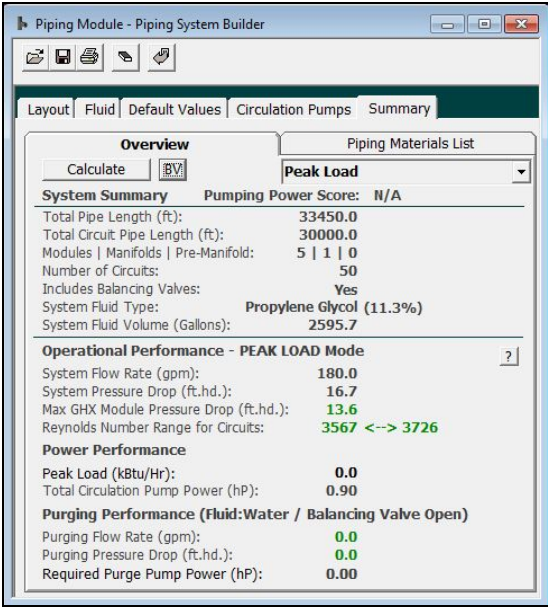 Piping Module - Piping System Builder
Layout Fluid Default Values Circulation Pumps Summary
Overview Piping Materials List
Calculate BV Peak Load
System Summary Pumping Power Score: N/A
Total Pipe Length (ft): 33450.0
Total Circuit Pipe Length (ft): 30000.0
Modules | Manifolds | Pre-Manifold: 5 | 1 | 0
Number of Circuits: 50
Includes Balancing Valves: Yes
System Fluid Type: Propylene Glycol (11.3%)
System Fluid Volume (Gallons): 2595.7
Operational Performance - PEAK LOAD Mode ?
System Flow Rate (gpm): 180.0
System Pressure Drop (ft.hd.): 16.7
Max GHX Module Pressure Drop (ft.hd.): 13.6
Reynolds Number Range for Circuits: 3567 <--> 3726
Power Performance
Peak Load (kBtu/Hr): 0.0
Total Circulation Pump Power (hP): 0.90
Purging Performance (Fluid:Water / Balancing Valve Open)
Purging Flow Rate (gpm): 0.0
Purging Pressure Drop (ft.hd.): 0.0
Required Purge Pump Power (hP): 0.00